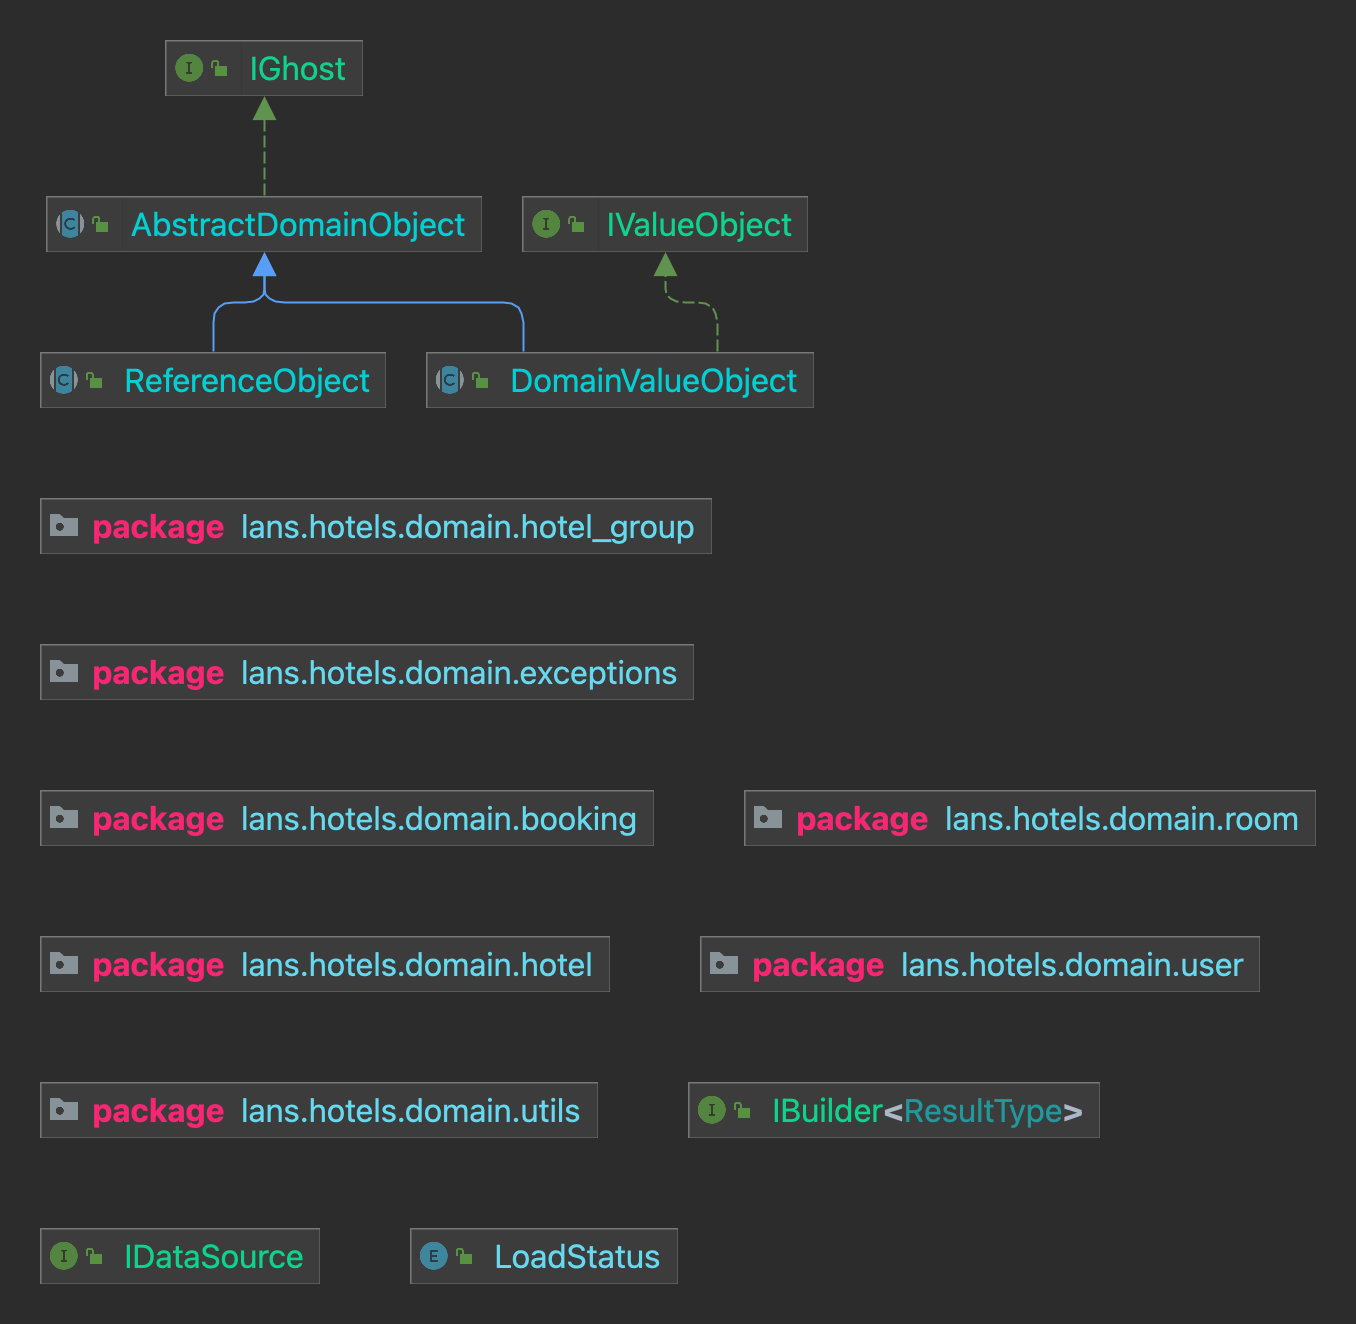 IGhost
AbstractDomainObject
IValueObject
ReferenceObject
DomainValueObject
package lans.hotels.domain.hotel_group
package lans.hotels.domain.exceptions
package lans.hotels.domain.booking
package lans.hotels.domain.room
package lans.hotels.domain.hotel
package lans.hotels.domain.user
package lans.hotels.domain.utils
IBuilder<ResultType>
IDataSource
LoadStatus